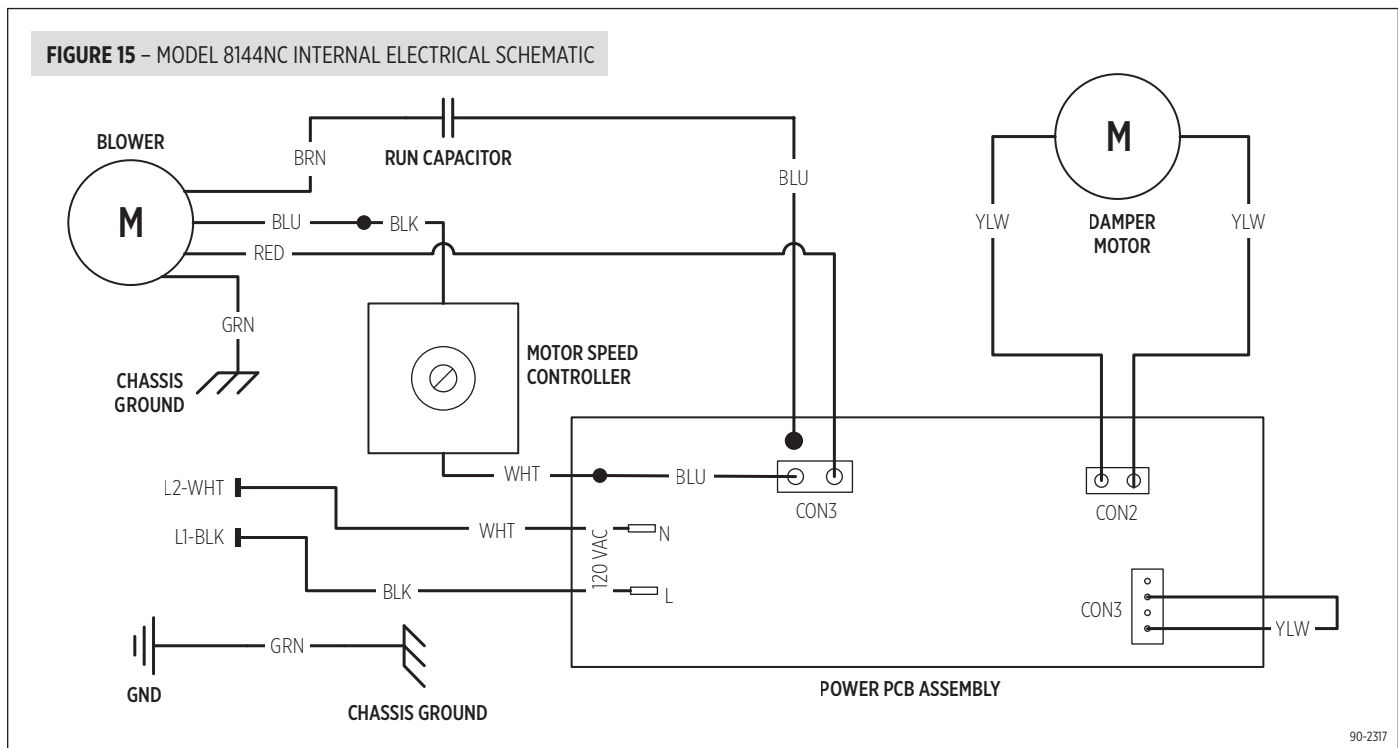 FIGURE 15 – MODEL 8144NC INTERNAL ELECTRICAL SCHEMATIC
BLOWER
M
BRN
RUN CAPACITOR
BLU
BLU
BLK
RED
GRN
CHASSIS
GROUND
MOTOR SPEED
CONTROLLER
M
YLW
YLW
DAMPER
MOTOR
WHT
BLU
CON3
CON2
L2-WHT
WHT
N
L1-BLK
BLK
120 VAC
L
CON3
YLW
GRN
GND
CHASSIS GROUND
POWER PCB ASSEMBLY
90-2317